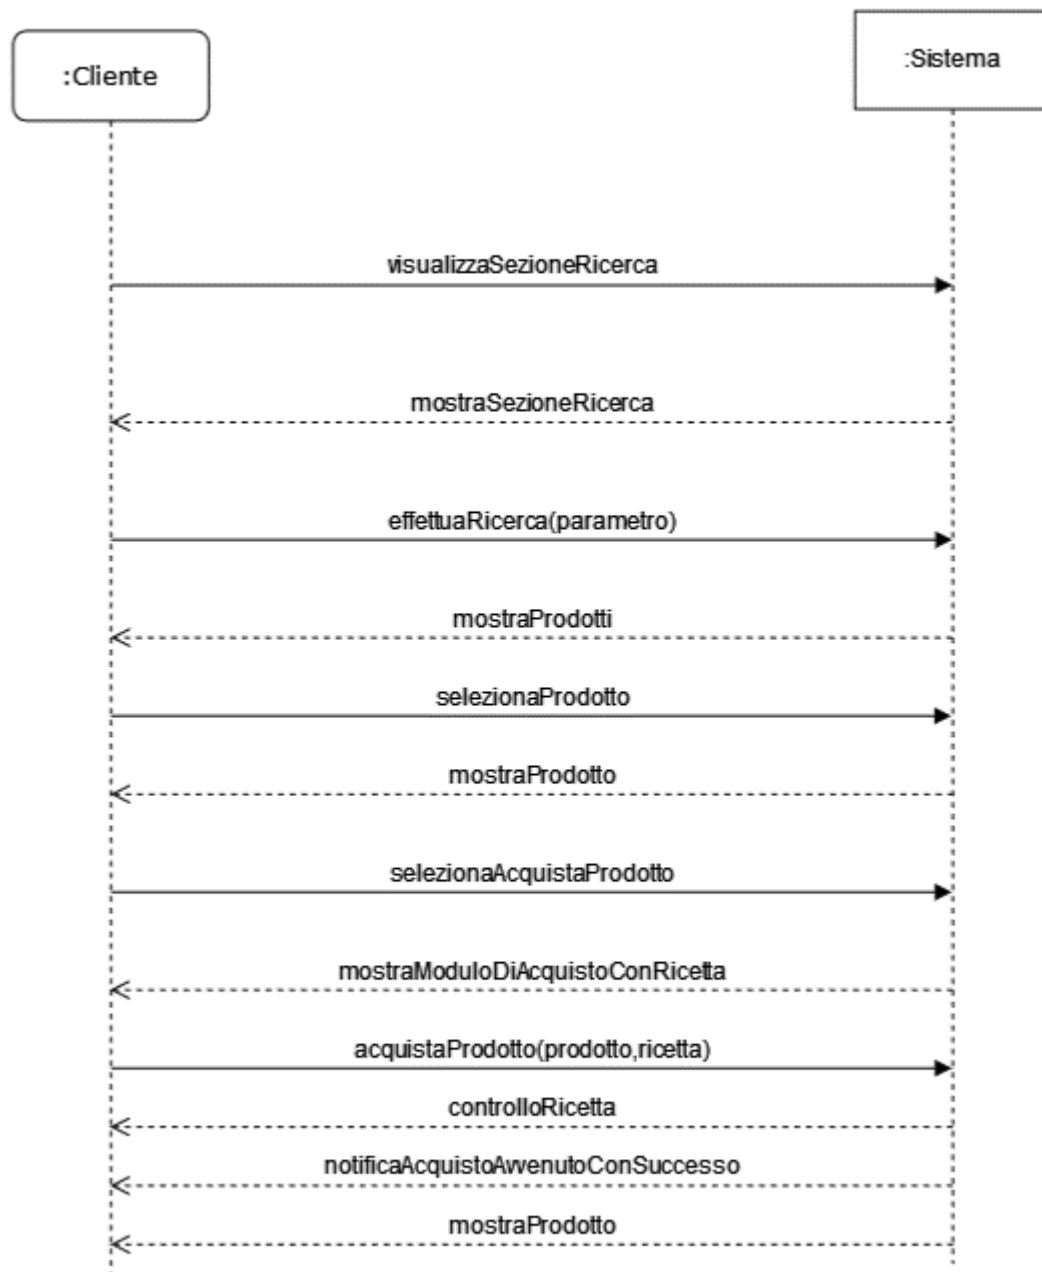 :Cliente
:Sistema
visualizzaSezioneRicerca
mostraSezioneRicerca
effettuaRicerca(parametro)
mostraProdotti
selezionaProdotto
mostraProdotto
selezionaAcquistaProdotto
mostraModuloDiAcquistoConRicetta
acquistaProdotto(prodotto,ricetta)
controlloRicetta
notificaAcquistoAvvenutoConSuccesso
mostraProdotto